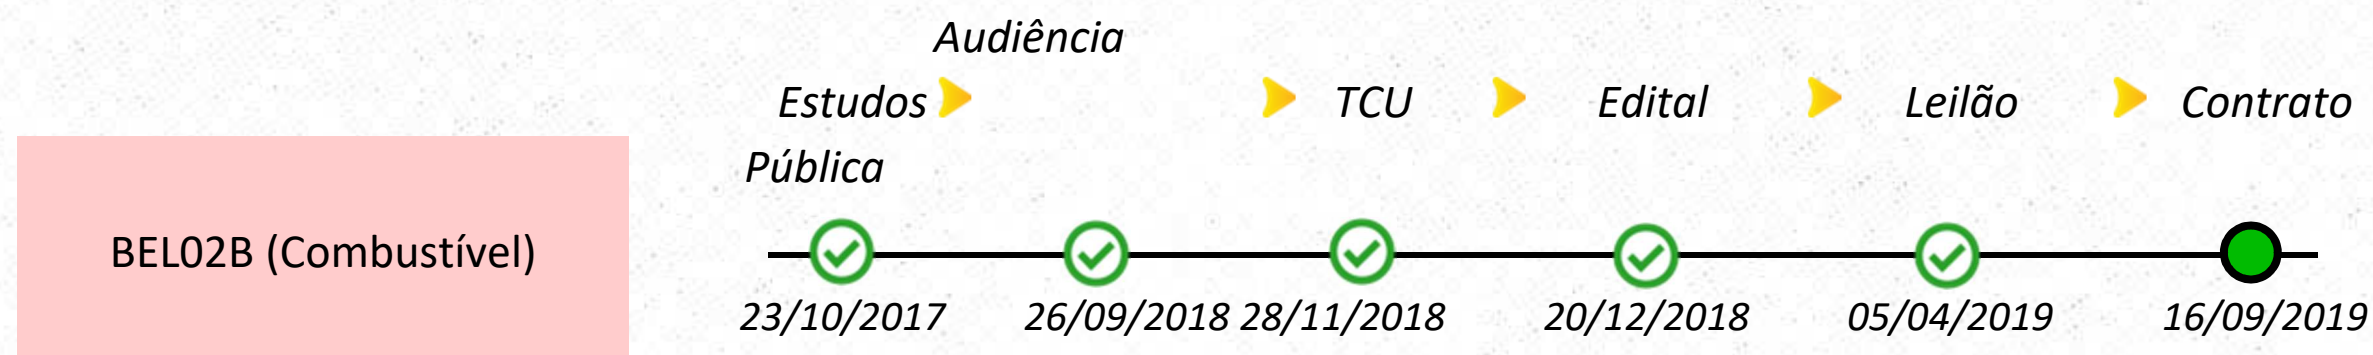 Audiência
Estudos TCU Edital Leilão Contrato
Pública
BEL02B (Combustível)
23/10/2017 26/09/2018 28/11/2018 20/12/2018 05/04/2019 16/09/2019